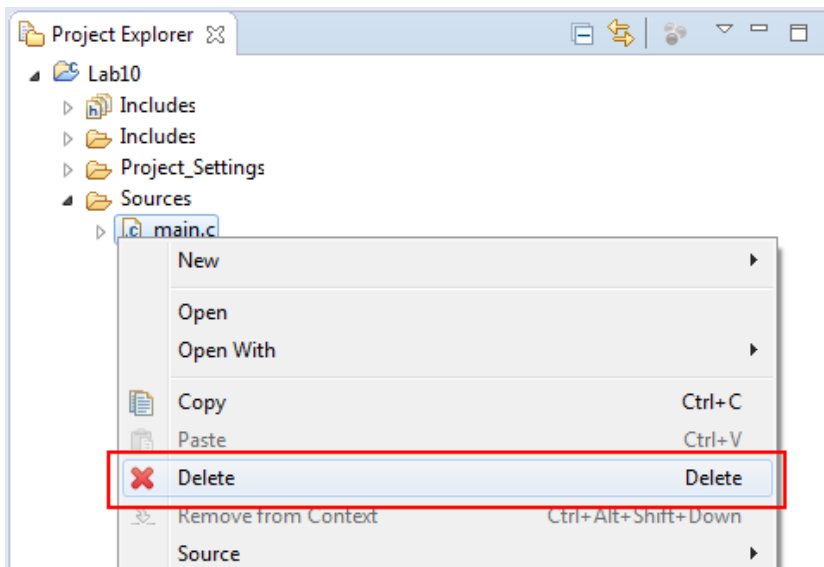 Project Explorer
Lab10
Includes
Includes
Project_Settings
Sources
main.c
New
Open
Open With
Copy Ctrl+C
Paste Ctrl+V
Delete Delete
Remove from Context Ctrl+Alt+Shift+Down
Source